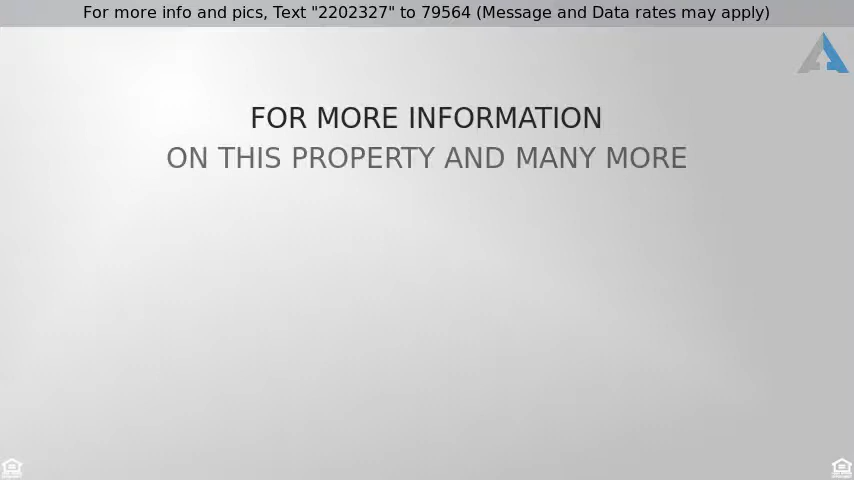 For more info and pics, Text "2202327" to 79564 (Message and Data rates may apply)
FOR MORE INFORMATION
ON THIS PROPERTY AND MANY MORE